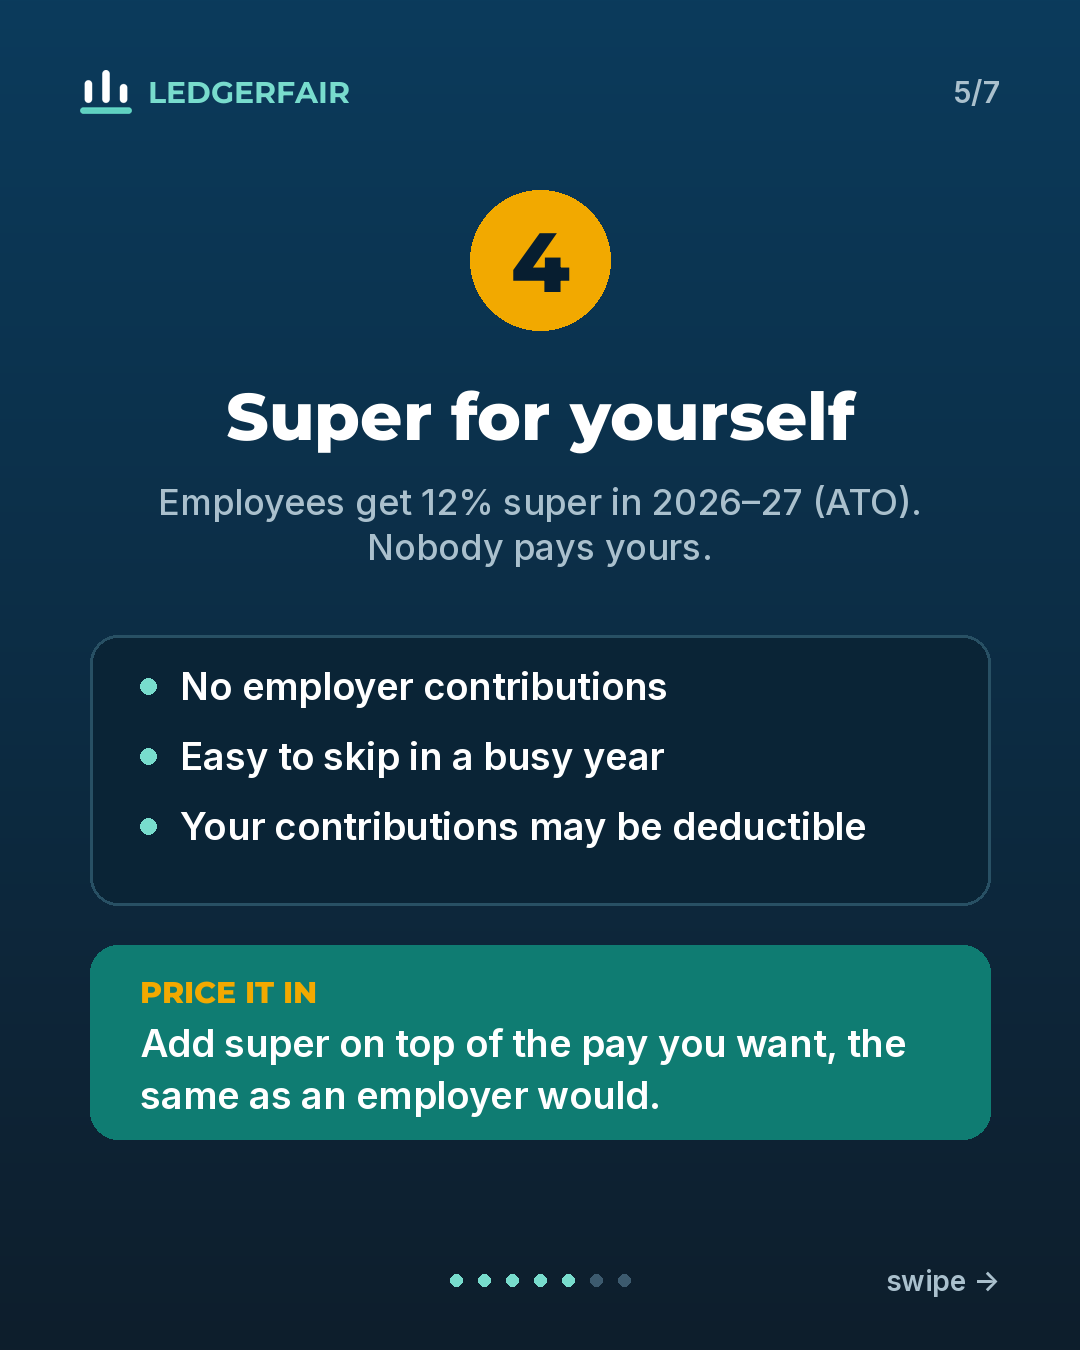 LEDGERFAIR
5/7
4
Super for yourself
Employees get 12% super in 2026–27 (ATO).
Nobody pays yours.
No employer contributions
Easy to skip in a busy year
Your contributions may be deductible
PRICE IT IN
Add super on top of the pay you want, the
same as an employer would.
swipe →